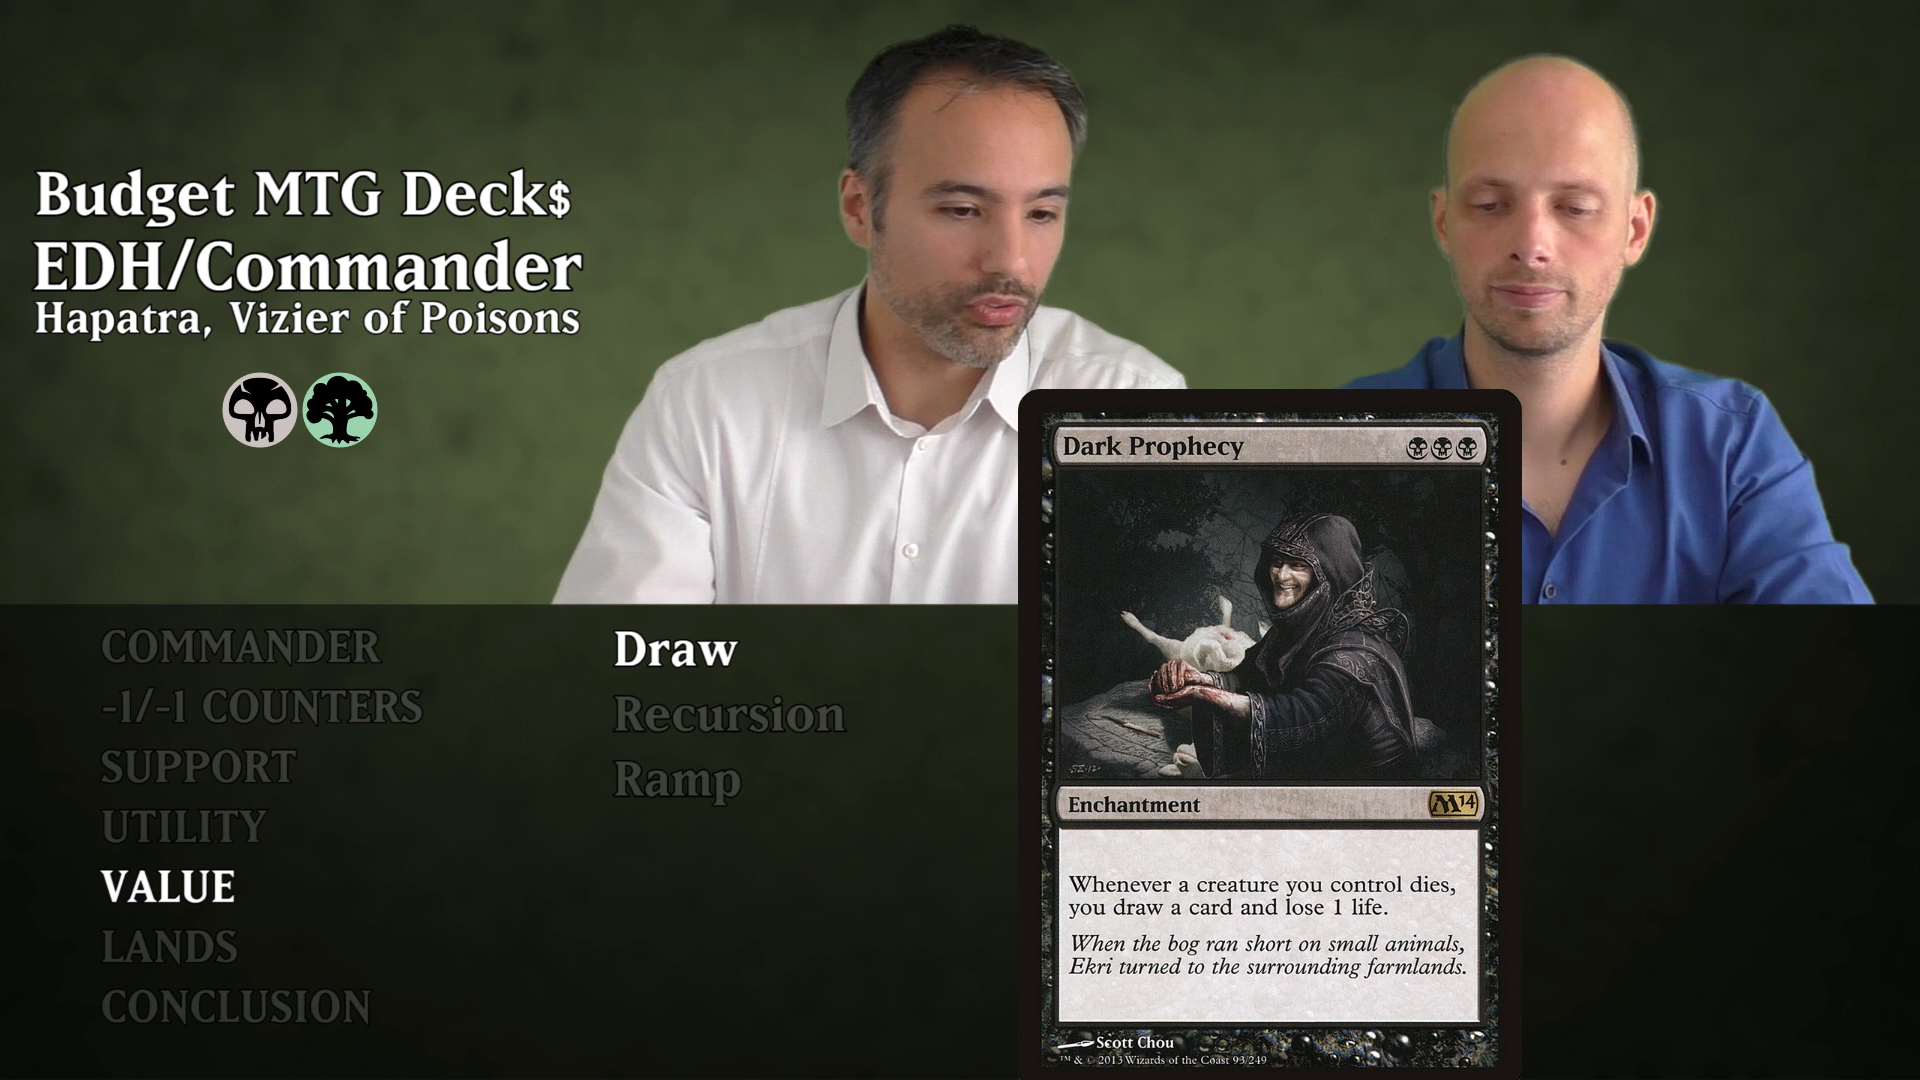 Budget MTG Deck$
EDH/Commander
Hapatra, Vizier of Poisons
COMMANDER
-1/-1 COUNTERS
SUPPORT
UTILITY
VALUE
LANDS
CONCLUSION
Draw
Recursion
Ramp
Dark Prophecy
Enchantment
M14
Whenever a creature you control dies,
you draw a card and lose 1 life.
When the bog ran short on small animals,
Ekri turned to the surrounding farmlands.
Scott Chou
™ & © 2013 Wizards of the Coast 93/249